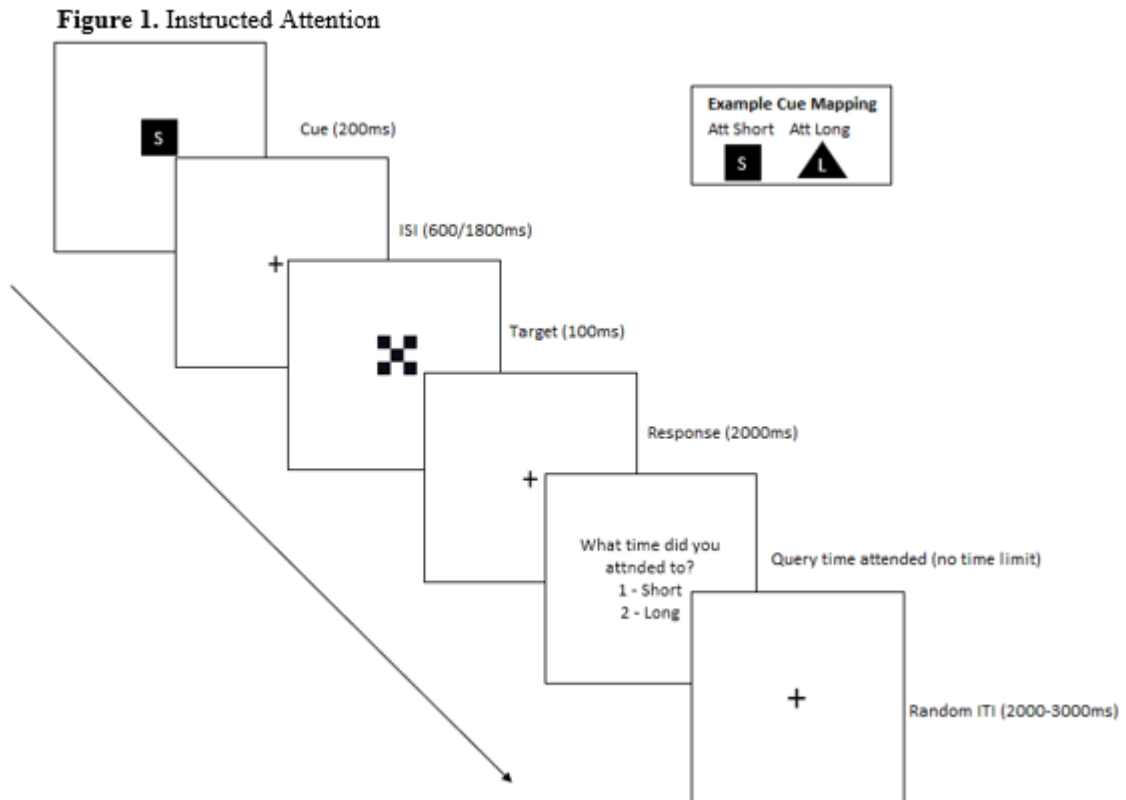 Figure 1. Instructed Attention
S
Cue (200ms)
Example Cue Mapping
Att Short Att Long
S L
ISI (600/1800ms)
+
Target (100ms)
Response (2000ms)
+
What time did you
attnded to?
1 - Short
2 - Long
Query time attended (no time limit)
+
Random ITI (2000-3000ms)